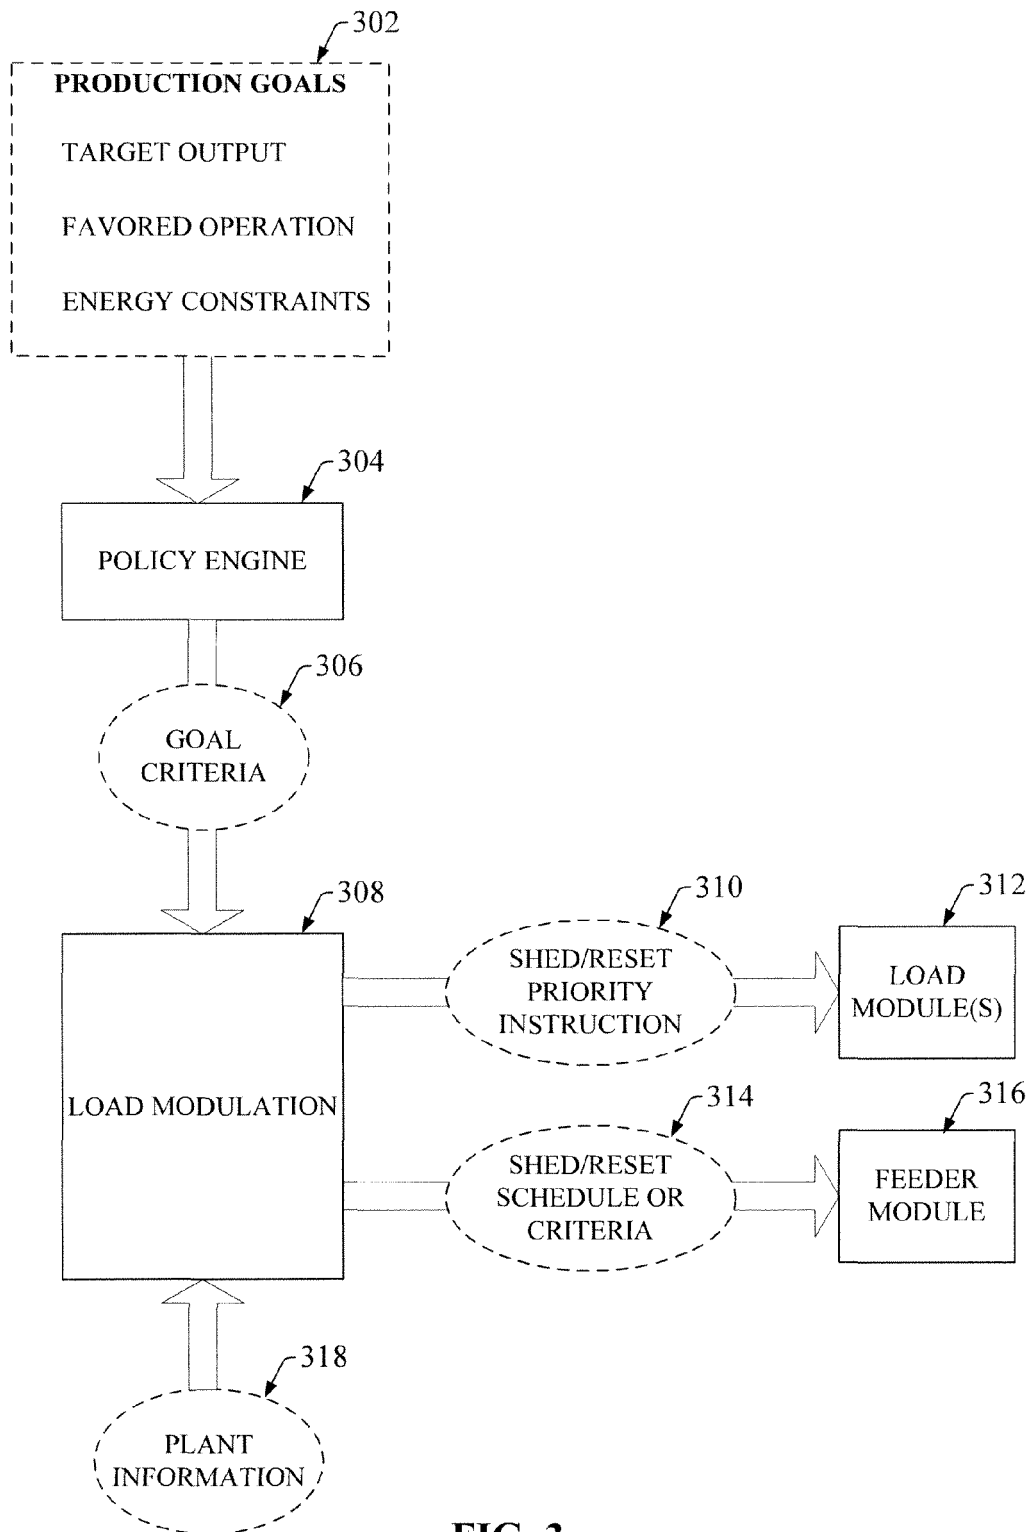 302
PRODUCTION GOALS
TARGET OUTPUT
FAVORED OPERATION
ENERGY CONSTRAINTS
304
POLICY ENGINE
306
GOAL
CRITERIA
308
LOAD MODULATION
310
SHED/RESET
PRIORITY
INSTRUCTION
312
LOAD
MODULE(S)
314
SHED/RESET
SCHEDULE OR
CRITERIA
316
FEEDER
MODULE
318
PLANT
INFORMATION